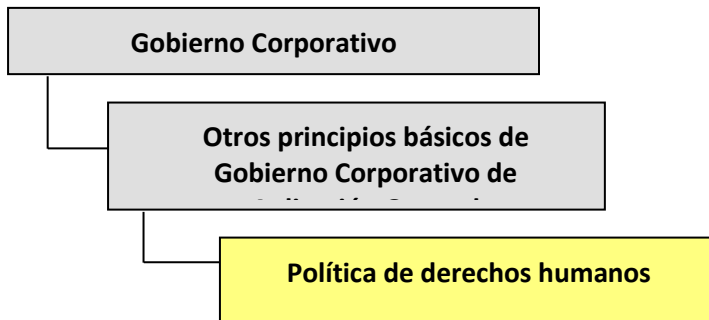 Gobierno Corporativo
Otros principios básicos de
Gobierno Corporativo de
Política de derechos humanos